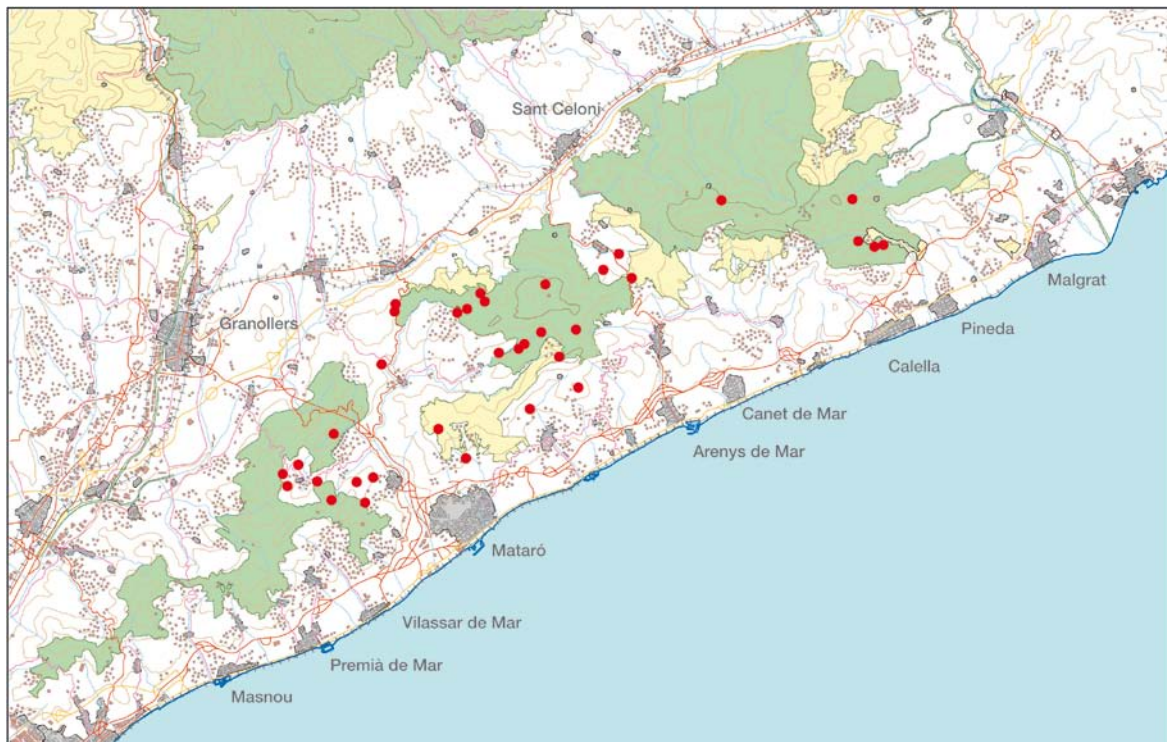 Sant Celoni
Granollers
Malgrat
Pineda
Calella
Canet de Mar
Arenys de Mar
Mataró
Vilassar de Mar
Premià de Mar
Masnou